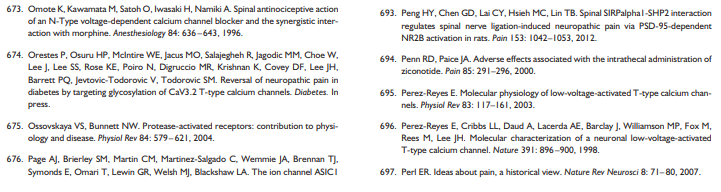 673. Omote K, Kawamata M, Satoh O, Iwasaki H, Namiki A. Spinal antinociceptive action
of an N-Type voltage-dependent calcium channel blocker and the synergistic inter-
action with morphine. Anesthesiology 84: 636–643, 1996.
674. Orestes P, Osuru HP, McIntire WE, Jacus MO, Salajegheh R, Jagodic MM, Choe W,
Lee J, Lee SS, Rose KE, Poiro N, Digruccio MR, Krishnan K, Covey DF, Lee JH,
Barrett PQ, Jevtovic-Todorovic V, Todorovic SM. Reversal of neuropathic pain in
diabetes by targeting glycosylation of CaV3.2 T-type calcium channels. Diabetes. In
press.
675. Ossovskaya VS, Bunnett NW. Protease-activated receptors: contribution to physi-
ology and disease. Physiol Rev 84: 579–621, 2004.
676. Page AJ, Brierley SM, Martin CM, Martinez-Salgado C, Wemmie JA, Brennan TJ,
Symonds E, Omari T, Lewin GR, Welsh MJ, Blackshaw LA. The ion channel ASIC1
693. Peng HY, Chen GD, Lai CY, Hsieh MC, Lin TB. Spinal SIRPalpha1-SHP2 interaction
regulates spinal nerve ligation-induced neuropathic pain via PSD-95-dependent
NR2B activation in rats. Pain 153: 1042–1053, 2012.
694. Penn RD, Paice JA. Adverse effects associated with the intrathecal administration of
ziconotide. Pain 85: 291–296, 2000.
695. Perez-Reyes E. Molecular physiology of low-voltage-activated T-type calcium chan-
nels. Physiol Rev 83: 117–161, 2003.
696. Perez-Reyes E, Cribbs LL, Daud A, Lacerda AE, Barclay J, Williamson MP, Fox M,
Rees M, Lee JH. Molecular characterization of a neuronal low-voltage-activated
T-type calcium channel. Nature 391: 896–900, 1998.
697. Perl ER. Ideas about pain, a historical view. Nature Rev Neurosci 8: 71–80, 2007.